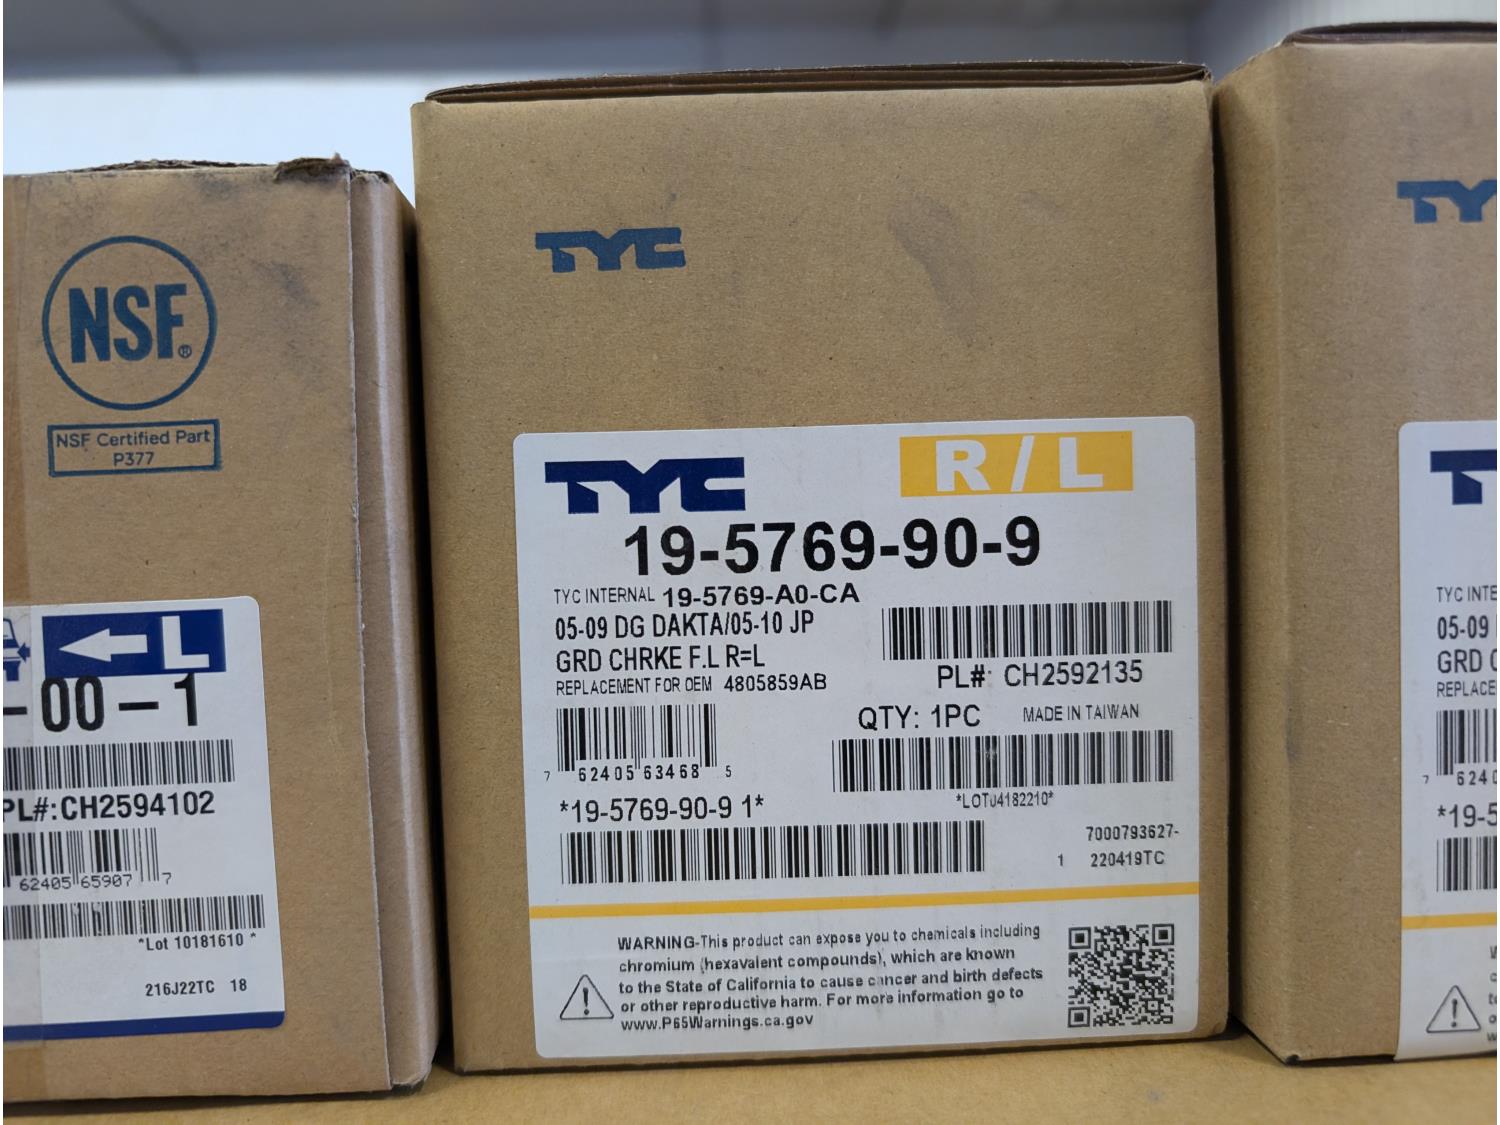 NSF®
NSF Certified Part
P377
L
-00-1
PL#:CH2594102
62405 65907 7
*Lot 10181610 *
216J22TC 18
TYC
TYC
R/L
19-5769-90-9
TYC INTERNAL 19-5769-A0-CA
05-09 DG DAKTA/05-10 JP
GRD CHRKE F.L R=L
REPLACEMENT FOR OEM 4805859AB
PL#: CH2592135
QTY: 1PC MADE IN TAIWAN
7 62405 63468 5
*LOT04182210*
*19-5769-90-9 1*
7000793627-
1 220419TC
WARNING-This product can expose you to chemicals including
chromium (hexavalent compounds), which are known
to the State of California to cause cancer and birth defects
or other reproductive harm. For more information go to
www.P65Warnings.ca.gov
TYC
TYC INTE
05-09
GRD C
REPLACE
7 6240
*19-5